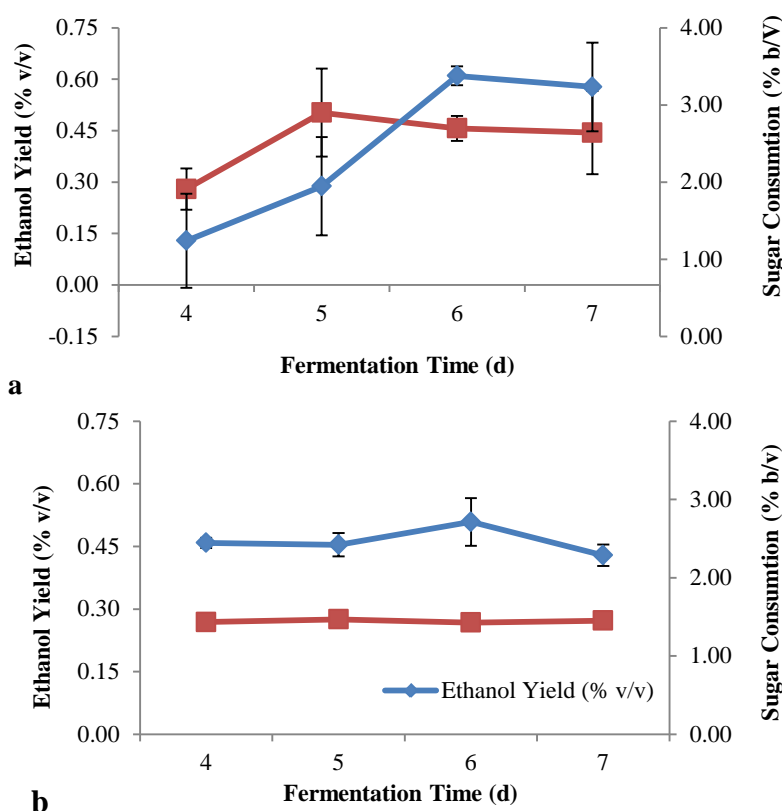 0.75
0.60
0.45
0.30
0.15
0.00
-0.15
Ethanol Yield (% v/v)
4 5 6 7
Fermentation Time (d)
4.00
3.00
2.00
1.00
0.00
Sugar Consumtion (% b/V)
a
0.75
0.60
0.45
0.30
0.15
0.00
Ethanol Yield (% v/v)
4 5 6 7
Fermentation Time (d)
4.00
3.00
2.00
1.00
0.00
Sugar Consumtion (% b/v)
Ethanol Yield (% v/v)
b